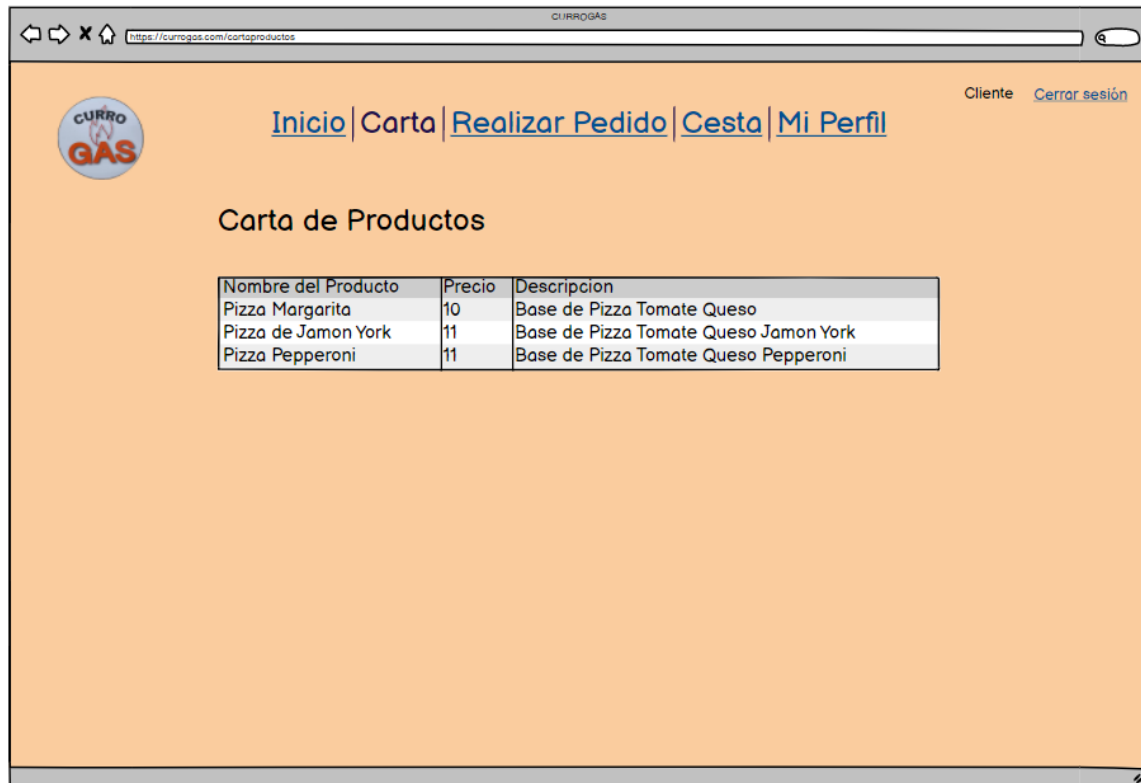 CURROGAS
https://currogas.com/cartaproductos
Cliente Cerrar sesión
CURRO
GAS
Inicio Carta Realizar Pedido Cesta Mi Perfil
Carta de Productos
Nombre del Producto Precio Descripcion
Pizza Margarita 10 Base de Pizza Tomate Queso
Pizza de Jamon York 11 Base de Pizza Tomate Queso Jamon York
Pizza Pepperoni 11 Base de Pizza Tomate Queso Pepperoni